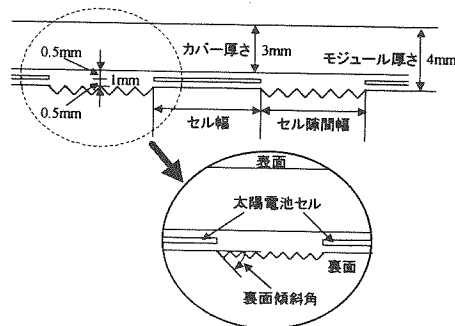 0.5mm
カバー厚さ
3mm
モジュール厚さ
4mm
1mm
0.5mm
セル幅
セル隙間幅
表面
太陽電池セル
裏面
裏面傾斜角